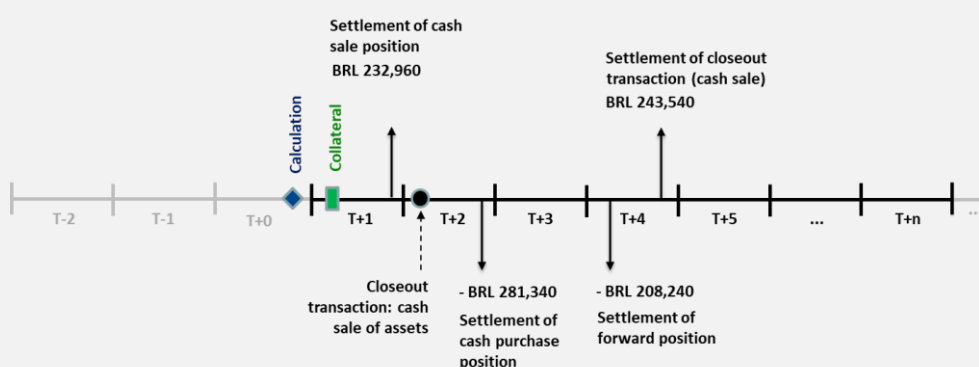 Settlement of cash
sale position
BRL 232,960
Settlement of closeout
transaction (cash sale)
BRL 243,540
Calculation
Collateral
T-2
T-1
T+0
T+1
T+2
T+3
T+4
T+5
...
T+n
...
Closeout
transaction: cash
sale of assets
- BRL 281,340
Settlement of
cash purchase
position
- BRL 208,240
Settlement of
forward position